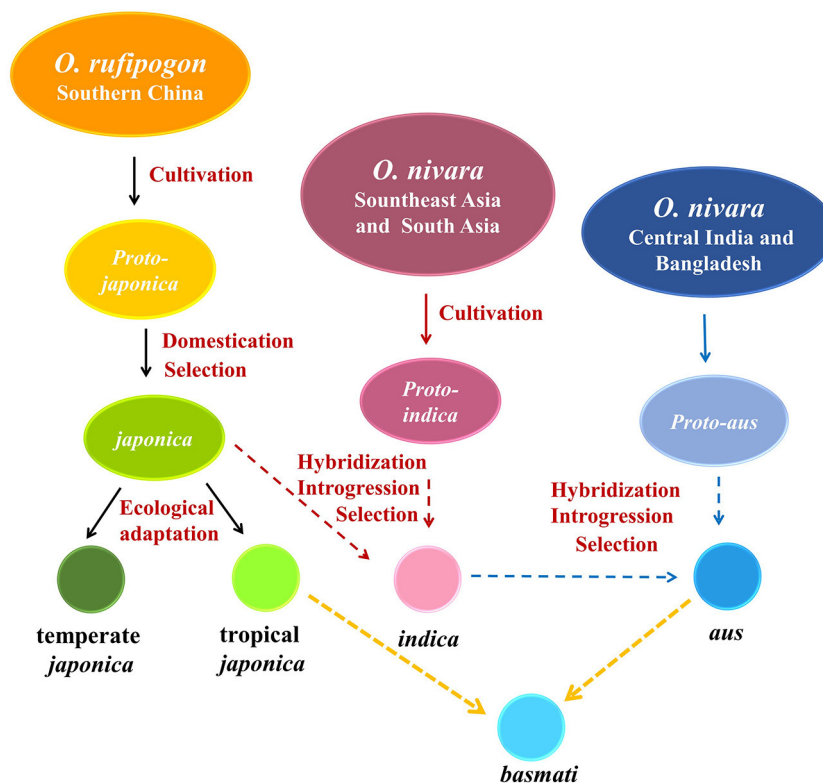 O. rufipogon
Southern China
Cultivation
Proto-
japonica
Domestication
Selection
japonica
Ecological
adaptation
temperate
japonica
tropical
japonica
O. nivara
Sountheast Asia
and South Asia
Cultivation
Proto-
indica
Hybridization
Introgression
Selection
indica
O. nivara
Central India and
Bangladesh
Proto-aus
Hybridization
Introgression
Selection
aus
basmati